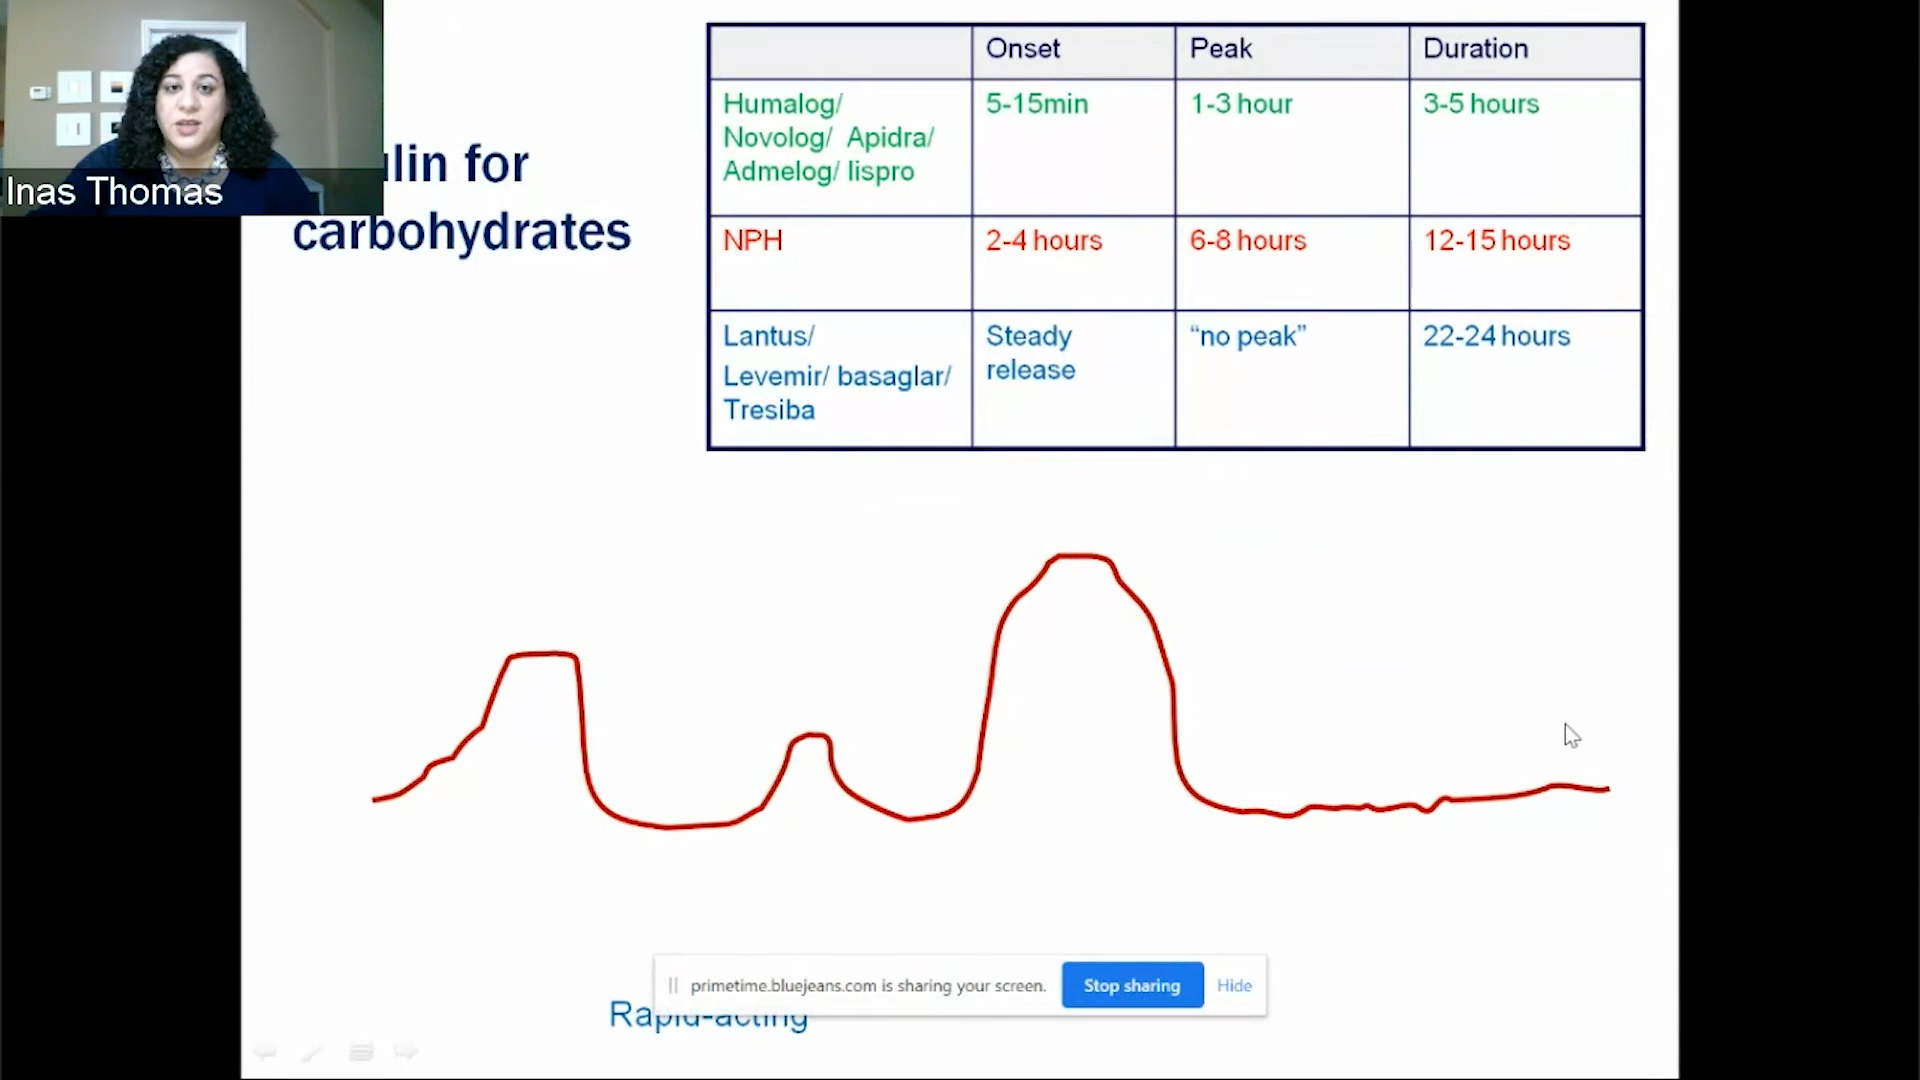 Inas Thomas
for
carbohydrates
Onset Peak Duration
Humalog/ 5-15min 1-3 hour 3-5 hours
Novolog/ Apidra/
Admelog/ lispro
NPH 2-4 hours 6-8 hours 12-15 hours
Lantus/ Steady “no peak” 22-24 hours
Levemir/ basaglar/ release
Tresiba
primetime.bluejeans.com is sharing your screen. Stop sharing Hide
Rapid-acting